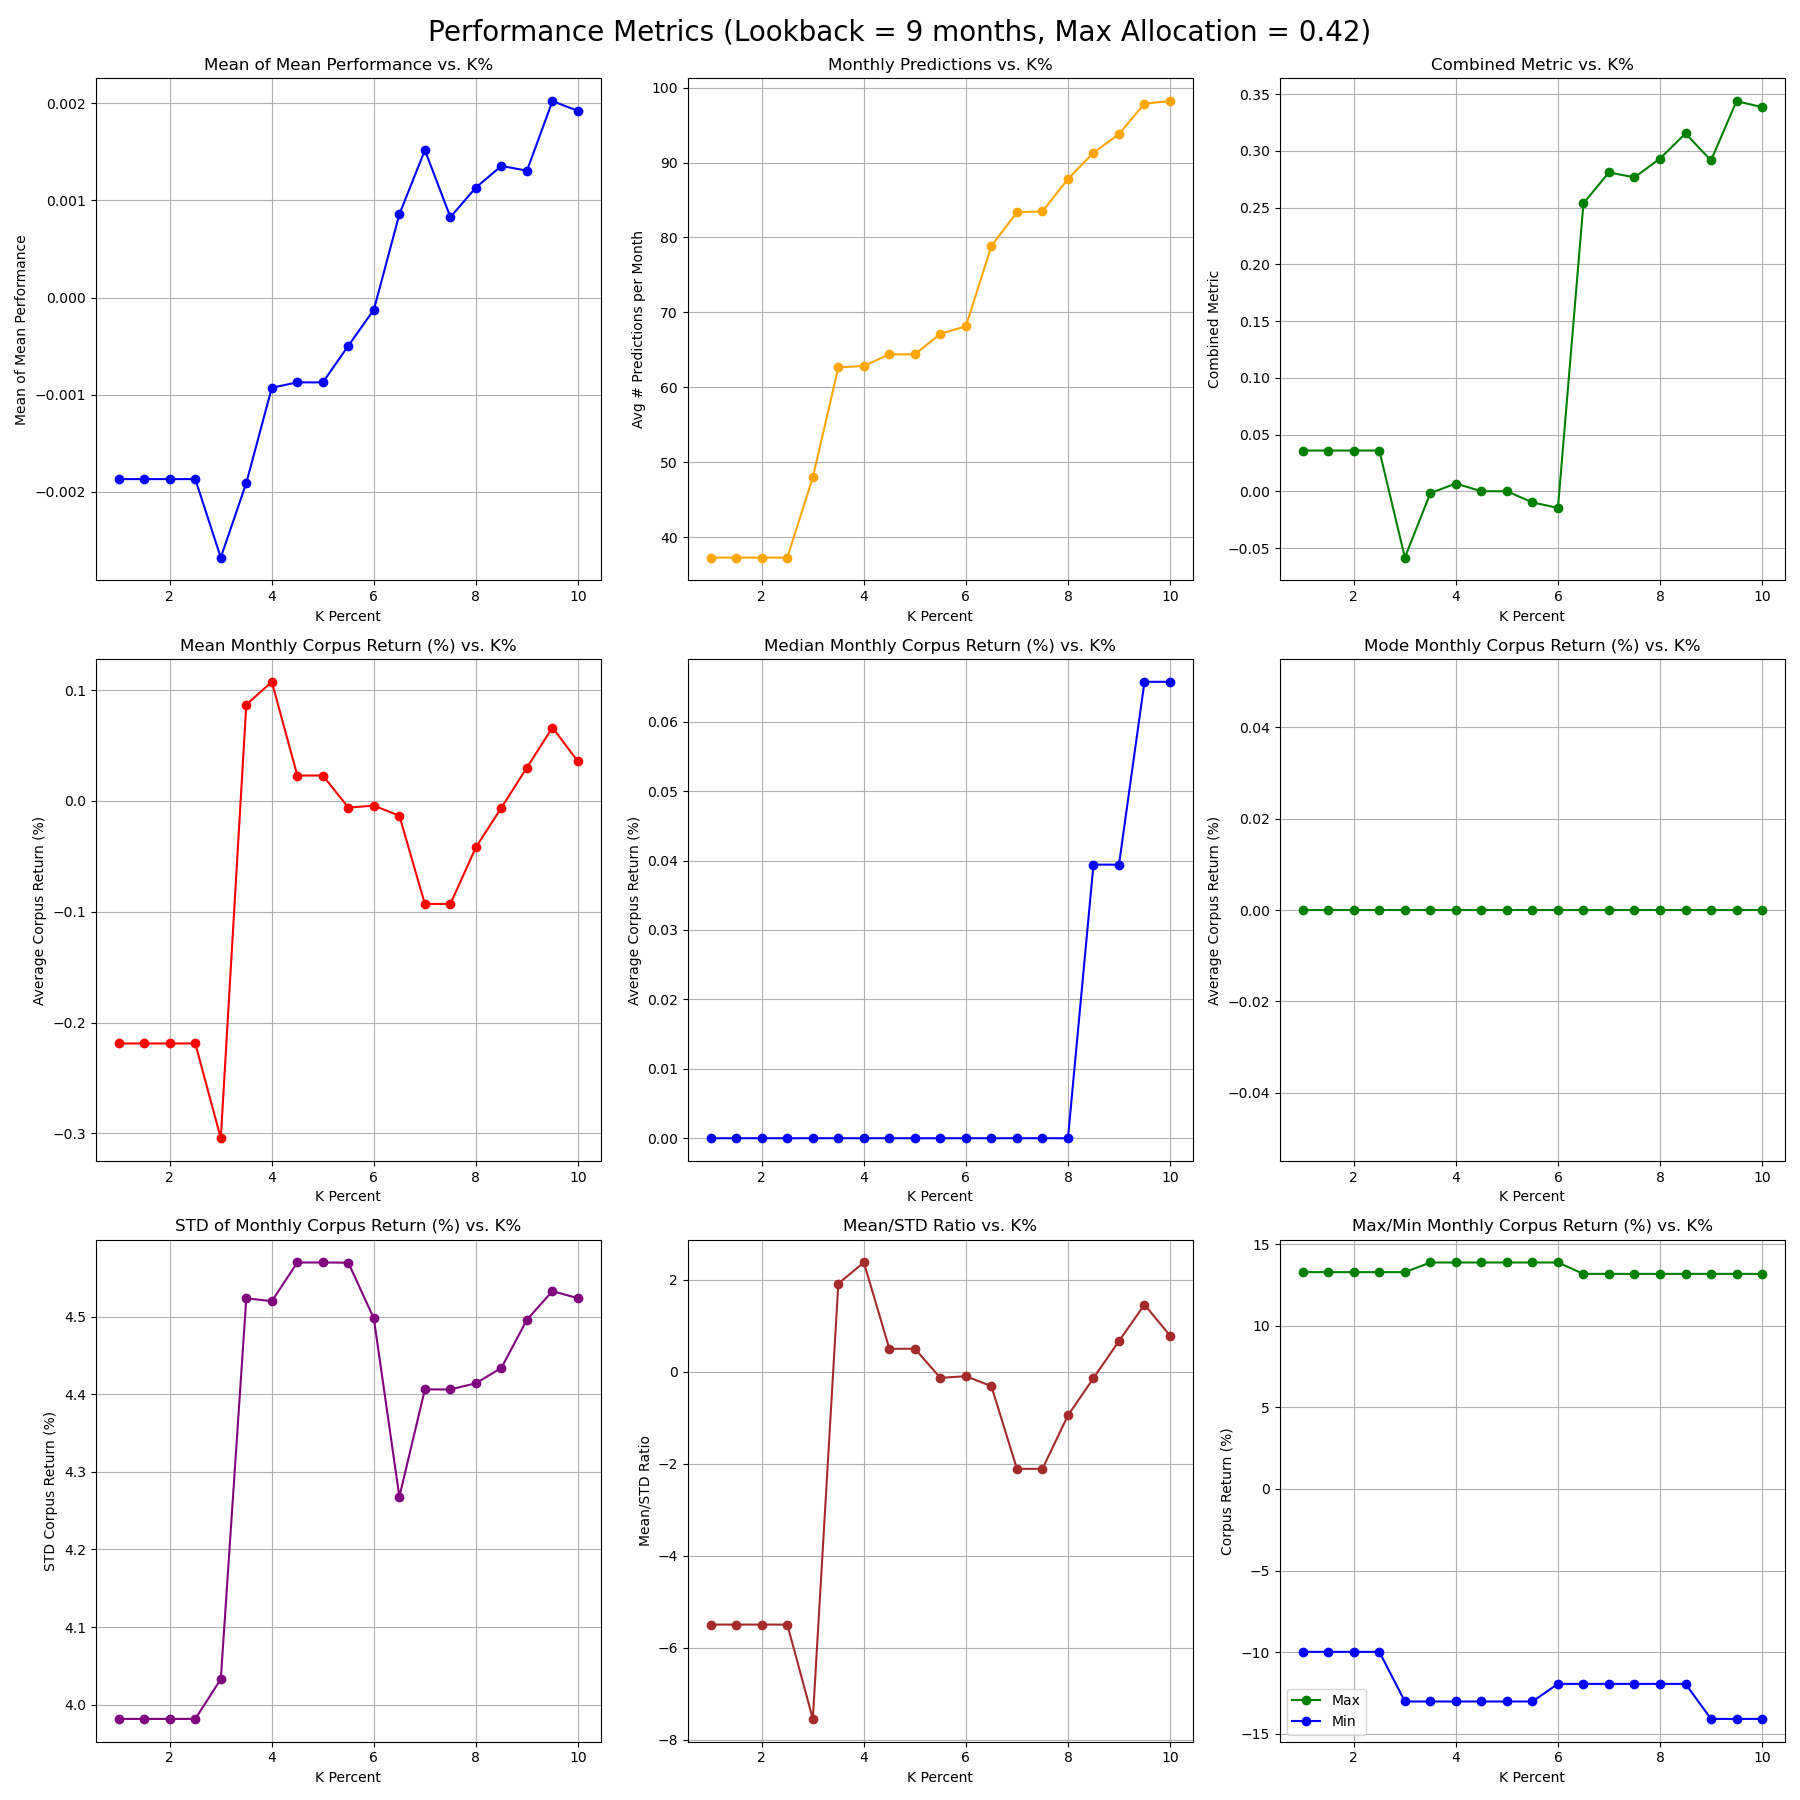 Performance Metrics (Lookback = 9 months, Max Allocation = 0.42)
Mean of Mean Performance vs. K%
Mean of Mean Performance
0.002
0.001
0.000
−0.001
−0.002
2 4 6 8 10
K Percent
Monthly Predictions vs. K%
Avg # Predictions per Month
100
90
80
70
60
50
40
2 4 6 8 10
K Percent
Combined Metric vs. K%
Combined Metric
0.35
0.30
0.25
0.20
0.15
0.10
0.05
0.00
−0.05
2 4 6 8 10
K Percent
Mean Monthly Corpus Return (%) vs. K%
Average Corpus Return (%)
0.1
0.0
−0.1
−0.2
−0.3
2 4 6 8 10
K Percent
Median Monthly Corpus Return (%) vs. K%
Average Corpus Return (%)
0.06
0.05
0.04
0.03
0.02
0.01
0.00
2 4 6 8 10
K Percent
Mode Monthly Corpus Return (%) vs. K%
Average Corpus Return (%)
0.04
0.02
0.00
−0.02
−0.04
2 4 6 8 10
K Percent
STD of Monthly Corpus Return (%) vs. K%
STD Corpus Return (%)
4.5
4.4
4.3
4.2
4.1
4.0
2 4 6 8 10
K Percent
Mean/STD Ratio vs. K%
Mean/STD Ratio
2
0
−2
−4
−6
−8
2 4 6 8 10
K Percent
Max/Min Monthly Corpus Return (%) vs. K%
Corpus Return (%)
15
10
5
0
−5
−10
−15
Max
Min
2 4 6 8 10
K Percent